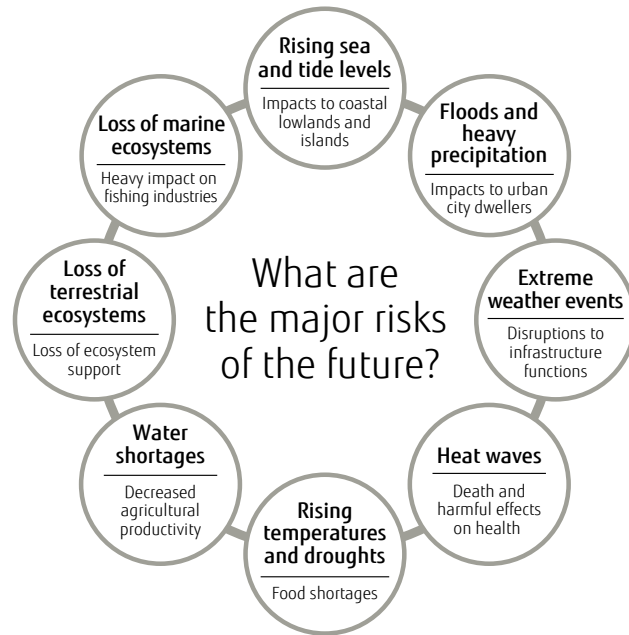 Rising sea
and tide levels
Impacts to coastal
lowlands and
islands
Floods and
heavy
precipitation
Impacts to urban
city dwellers
Extreme
weather events
Disruptions to
infrastructure
functions
Heat waves
Death and
harmful effects
on health
Rising
temperatures
and droughts
Food shortages
Water
shortages
Decreased
agricultural
productivity
Loss of
terrestrial
ecosystems
Loss of ecosystem
support
Loss of marine
ecosystems
Heavy impact on
fishing industries
What are
the major risks
of the future?